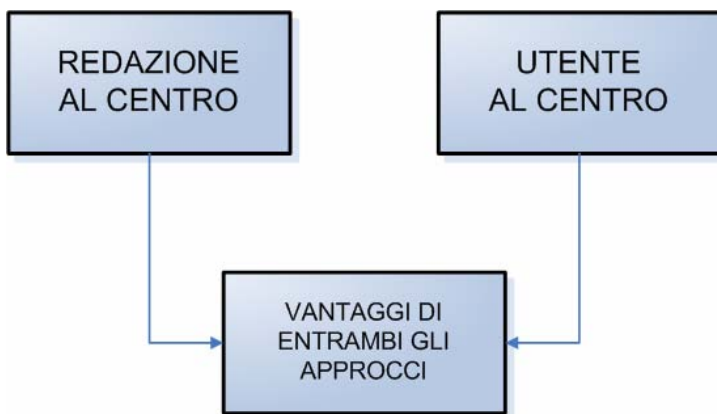 REDAZIONE
AL CENTRO
UTENTE
AL CENTRO
VANTAGGI DI
ENTRAMBI GLI
APPROCCI